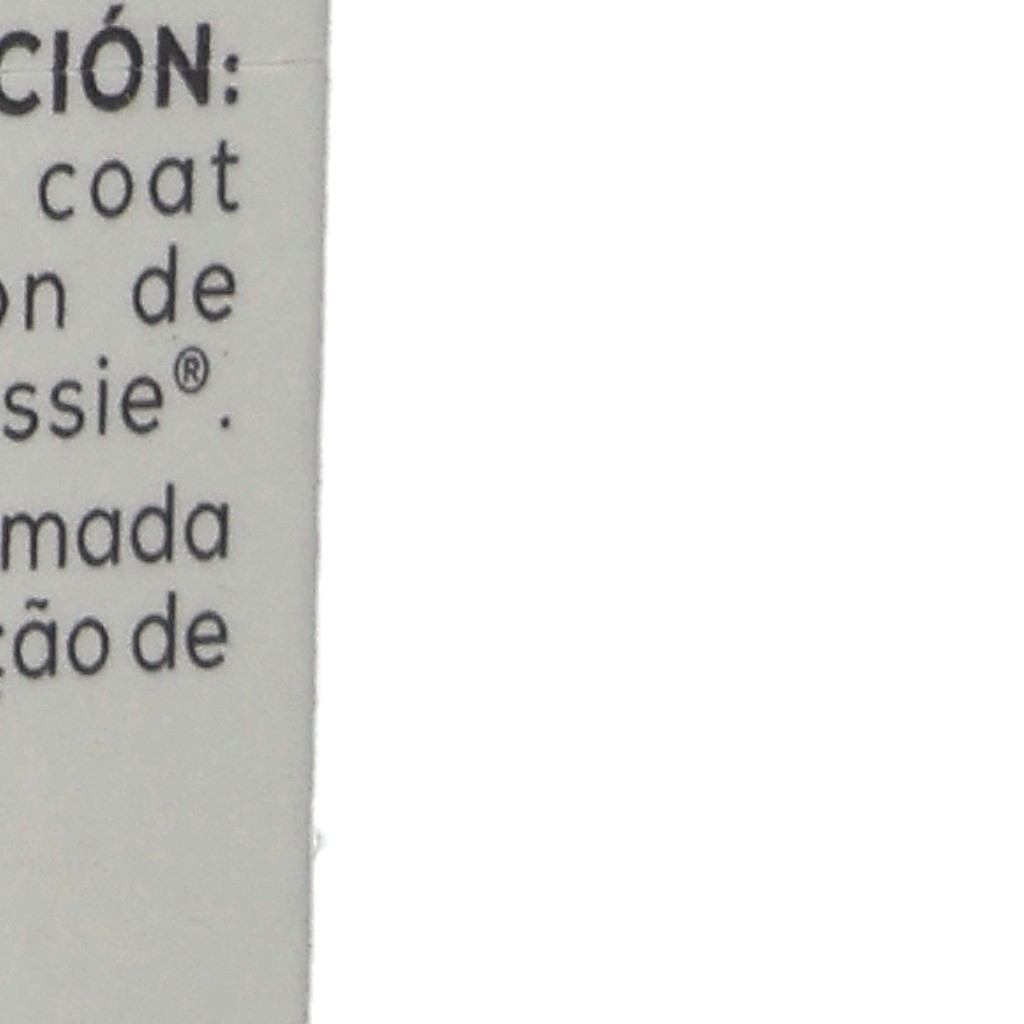 CIÓN:
coat
on de
ssie®.
mada
ção de